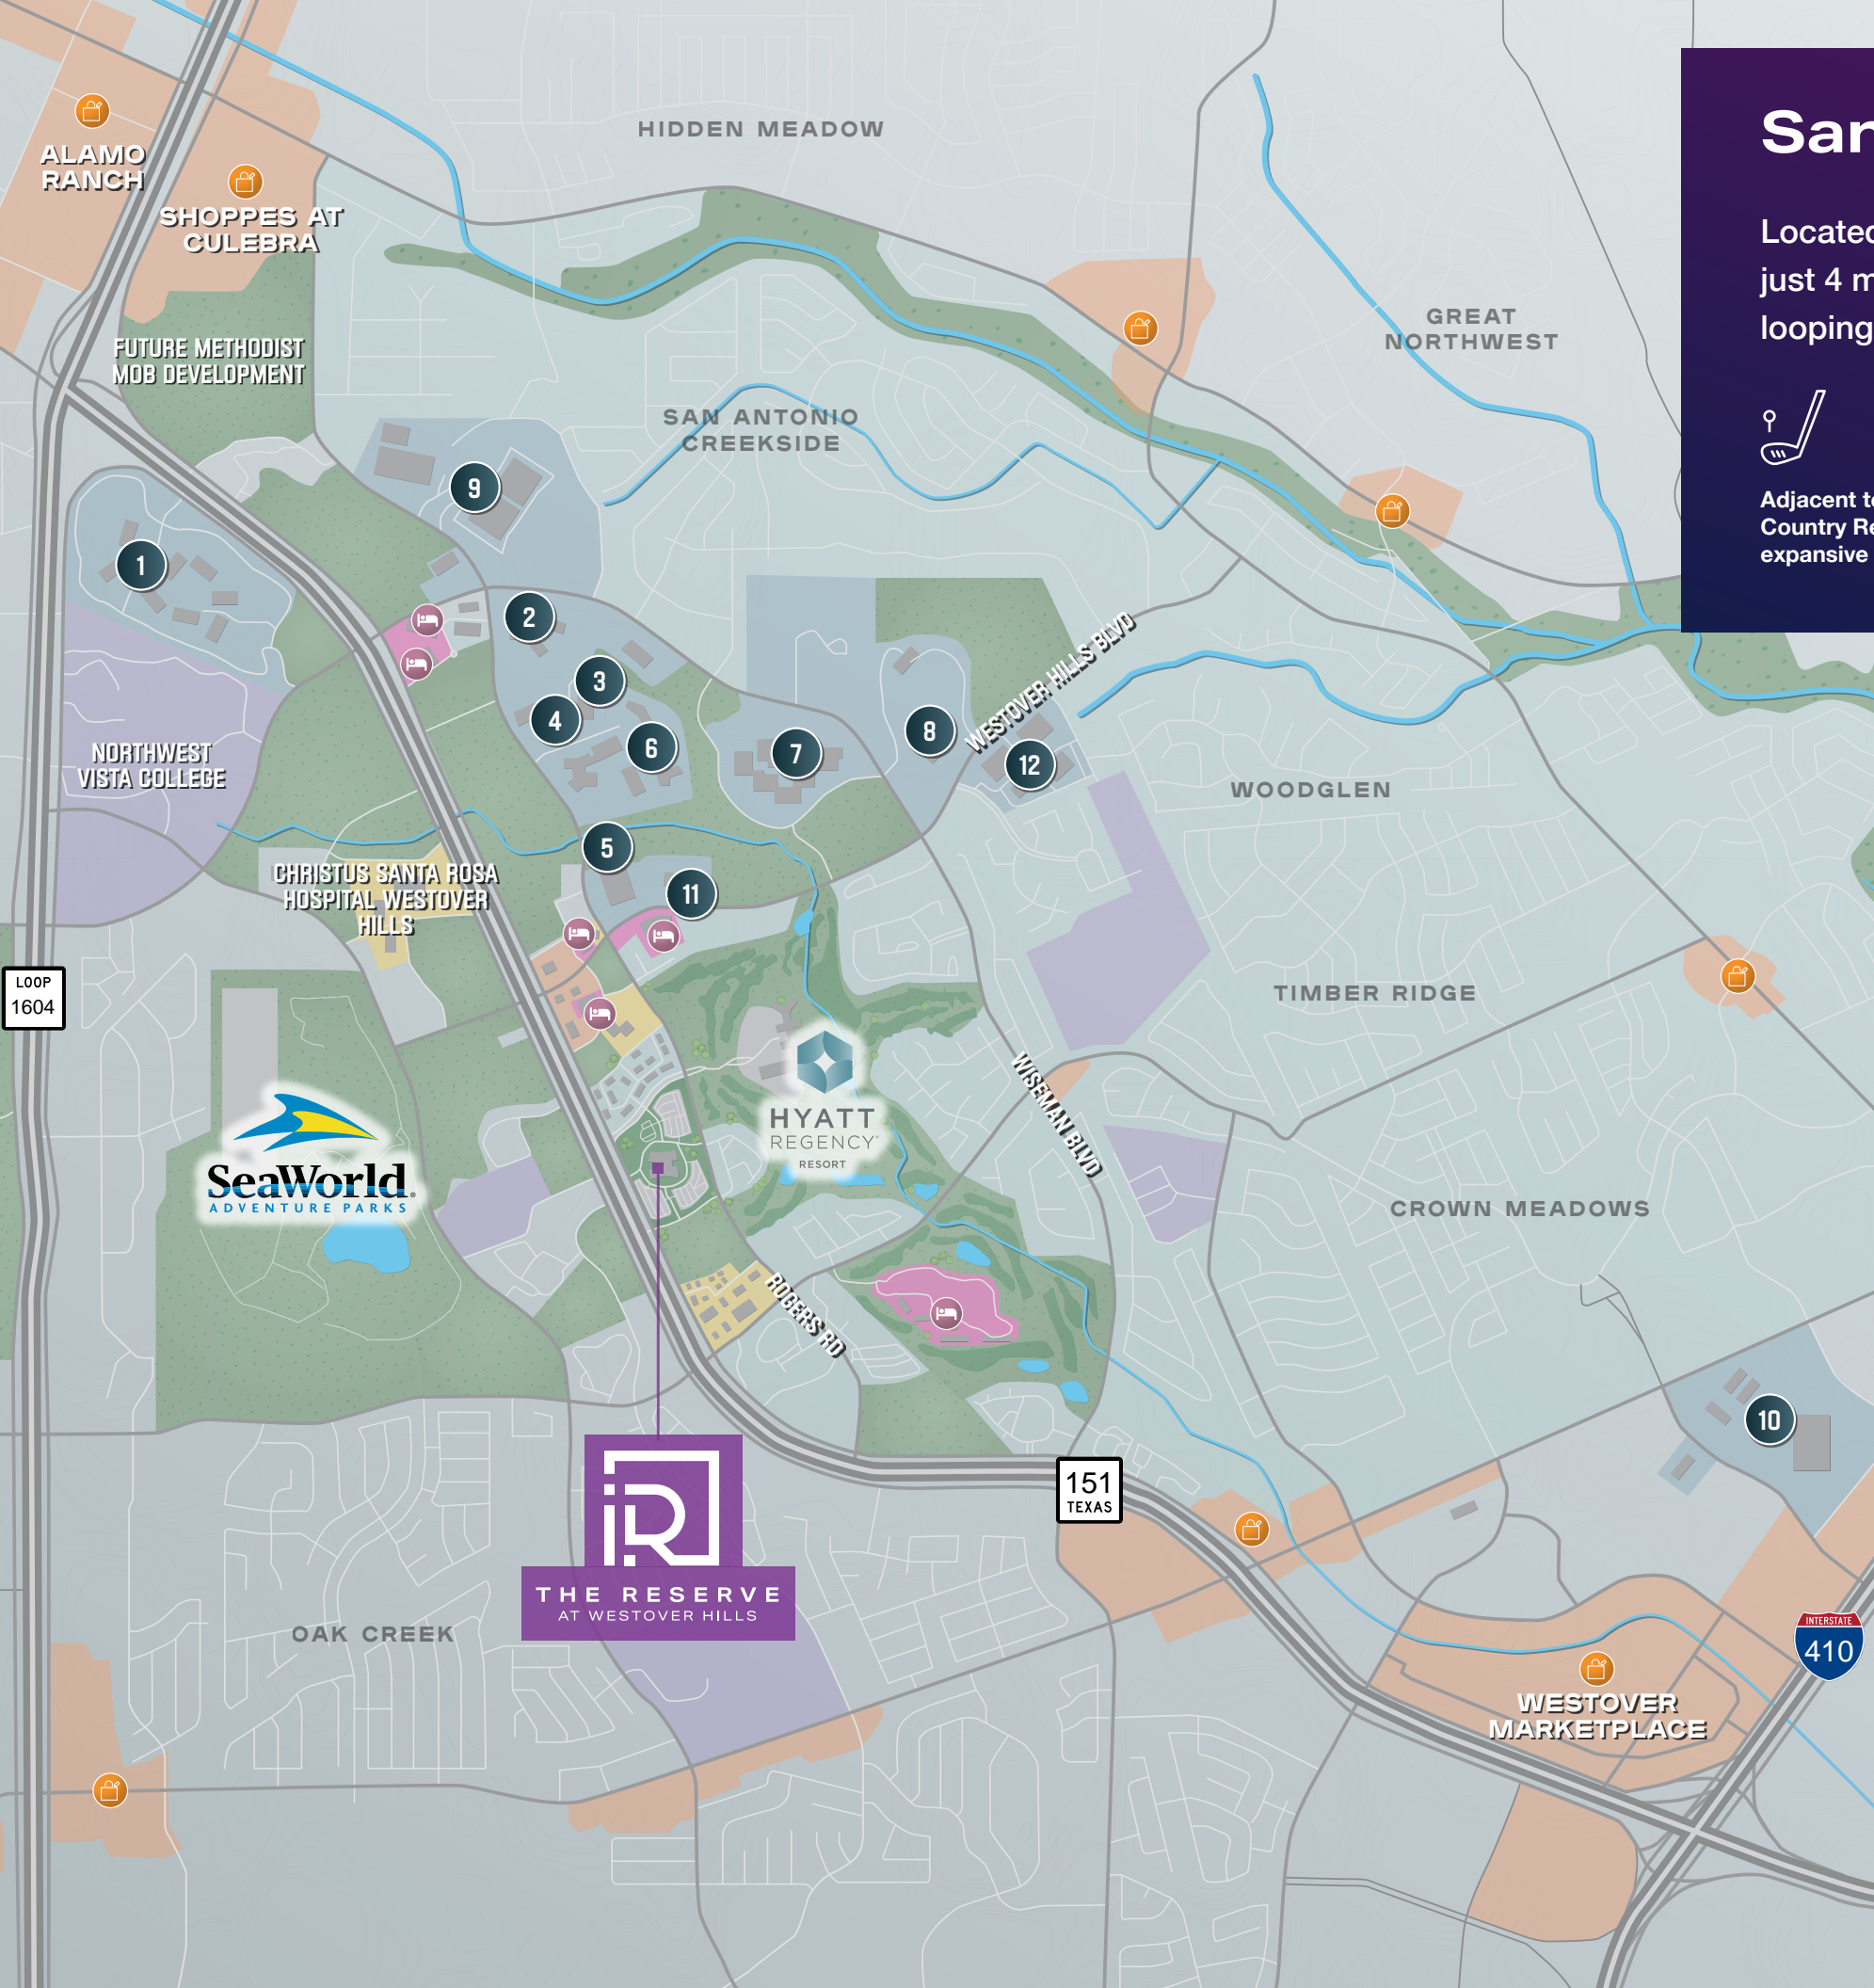 ALAMO
RANCH
SHOPPES AT
CULEBRA
HIDDEN MEADOW
San
Located
just 4 m
looping
Adjacent to
Country Re
expansive
GREAT
NORTHWEST
FUTURE METHODIST
MOB DEVELOPMENT
SAN ANTONIO
CREEKSIDE
9
1
2
3
4
6
7
8
12
WESTOVER HILLS BLVD
NORTHWEST
VISTA COLLEGE
WOODGLEN
5
11
CHRISTUS SANTA ROSA
HOSPITAL WESTOVER
HILLS
LOOP
1604
TIMBER RIDGE
WISEMAN BLVD
HYATT
REGENCY
RESORT
SeaWorld
ADVENTURE PARKS
CROWN MEADOWS
ROGERS RD
10
151
TEXAS
THE RESERVE
AT WESTOVER HILLS
OAK CREEK
INTERSTATE
410
WESTOVER
MARKETPLACE